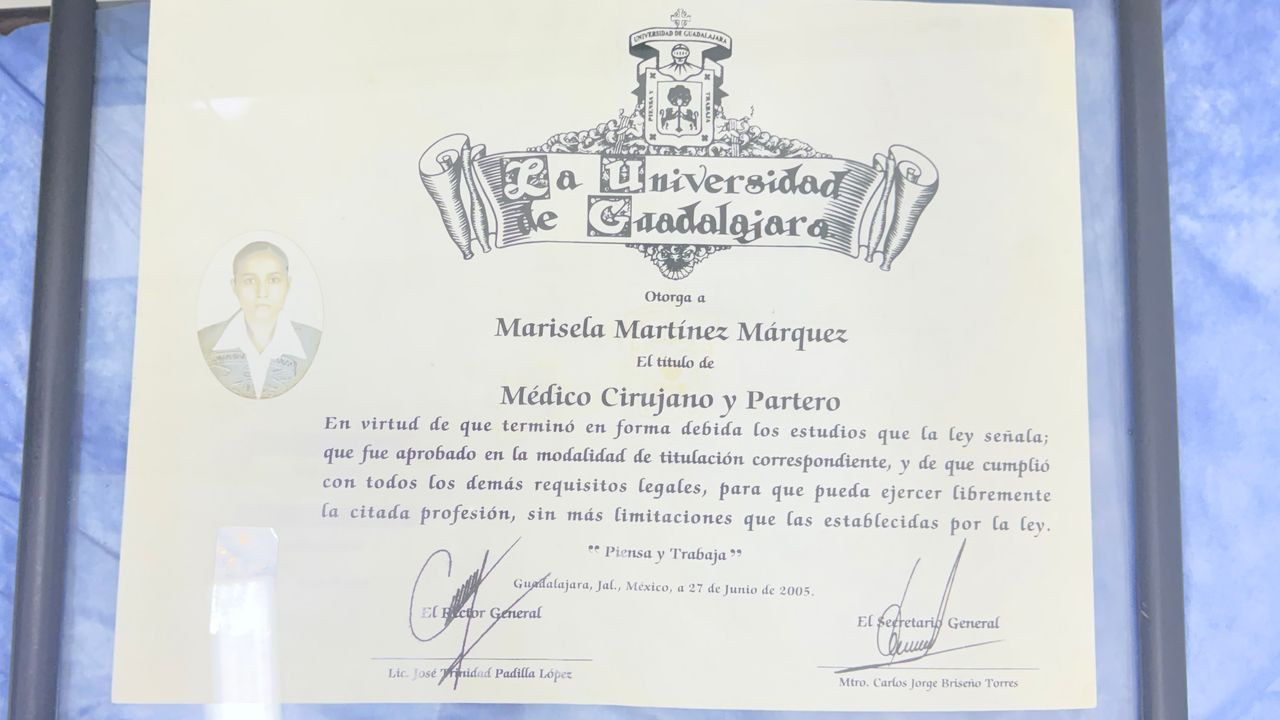 UNIVERSIDAD DE GUADALAJARA
PIENSA Y TRABAJA
La Universidad
de Guadalajara
Otorga a
Marisela Martínez Márquez
El título de
Médico Cirujano y Partero
En virtud de que terminó en forma debida los estudios que la ley señala;
que fue aprobado en la modalidad de titulación correspondiente, y de que cumplió
con todos los demás requisitos legales, para que pueda ejercer libremente
la citada profesión, sin más limitaciones que las establecidas por la ley.
“ Piensa y Trabaja ”
Guadalajara, Jal., México, a 27 de Junio de 2005.
El Rector General
El Secretario General
Lic. José Trinidad Padilla López
Mtro. Carlos Jorge Briseño Torres